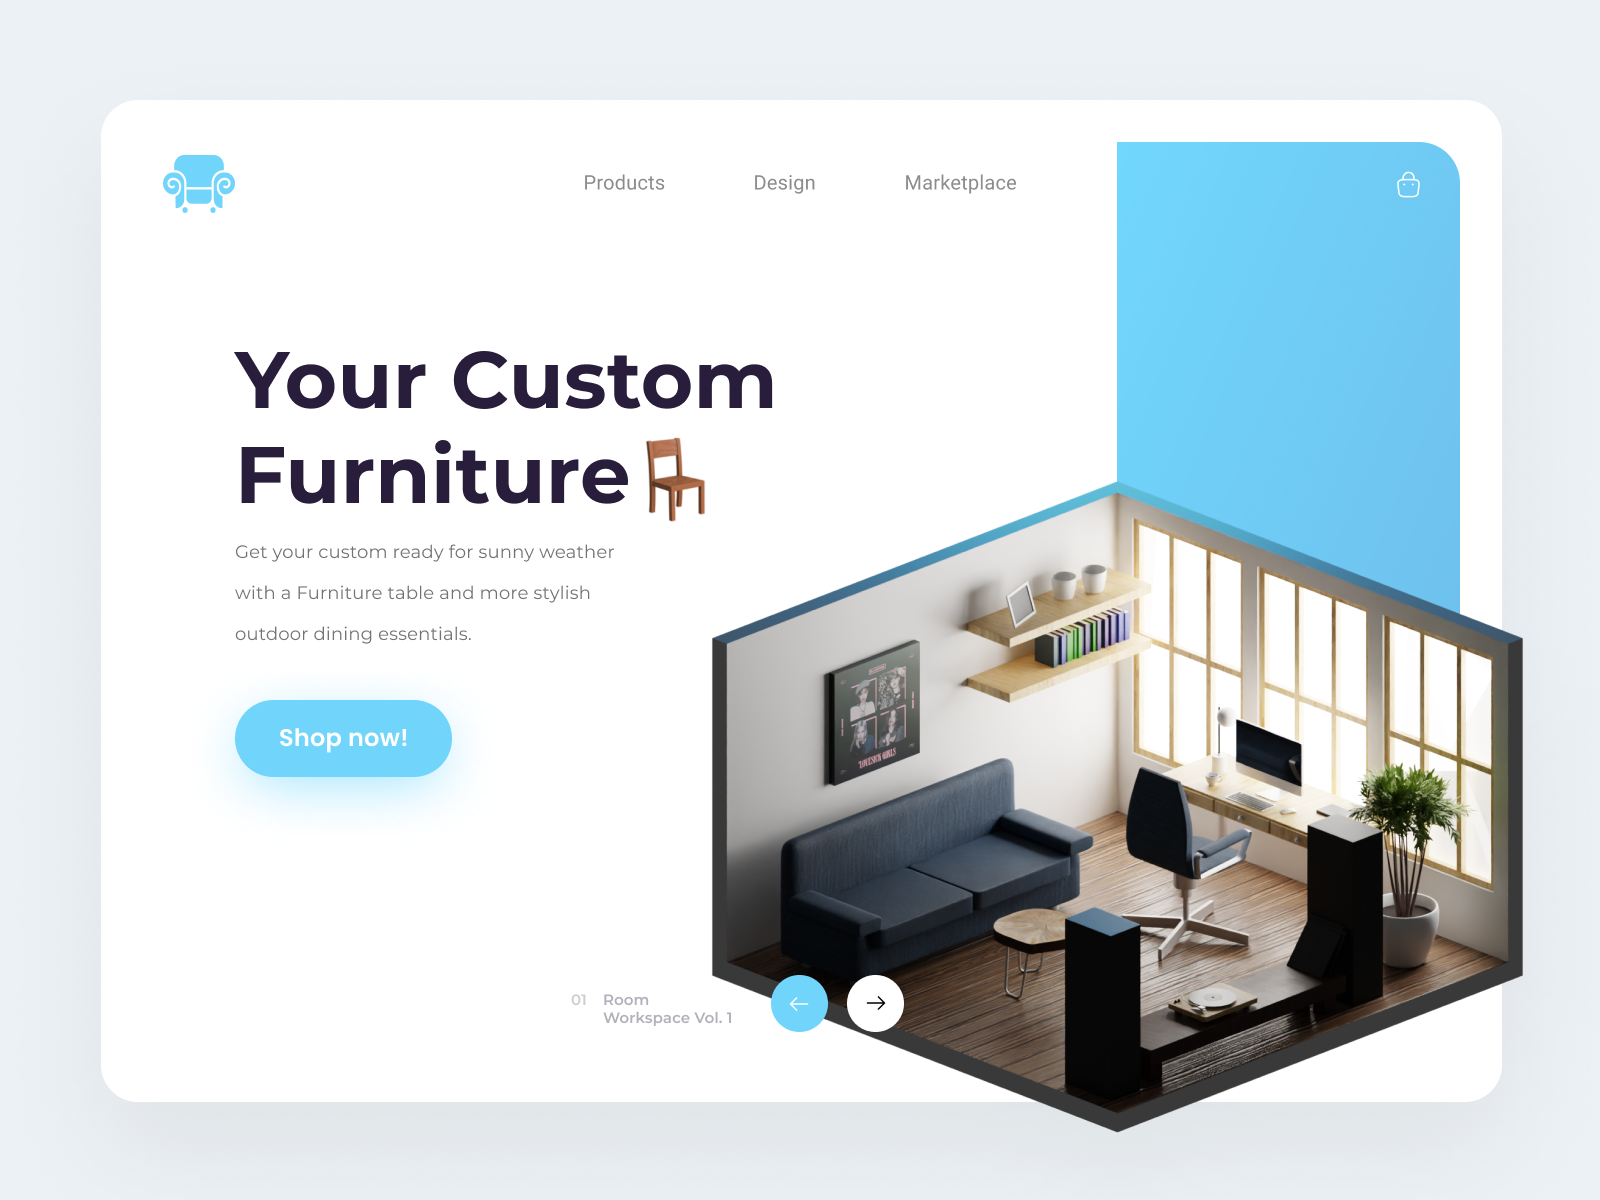 Products
Design
Marketplace
Your Custom
Furniture
Get your custom ready for sunny weather
with a Furniture table and more stylish
outdoor dining essentials.
Shop now!
LOVESICK GIRLS
01
Room
Workspace Vol. 1